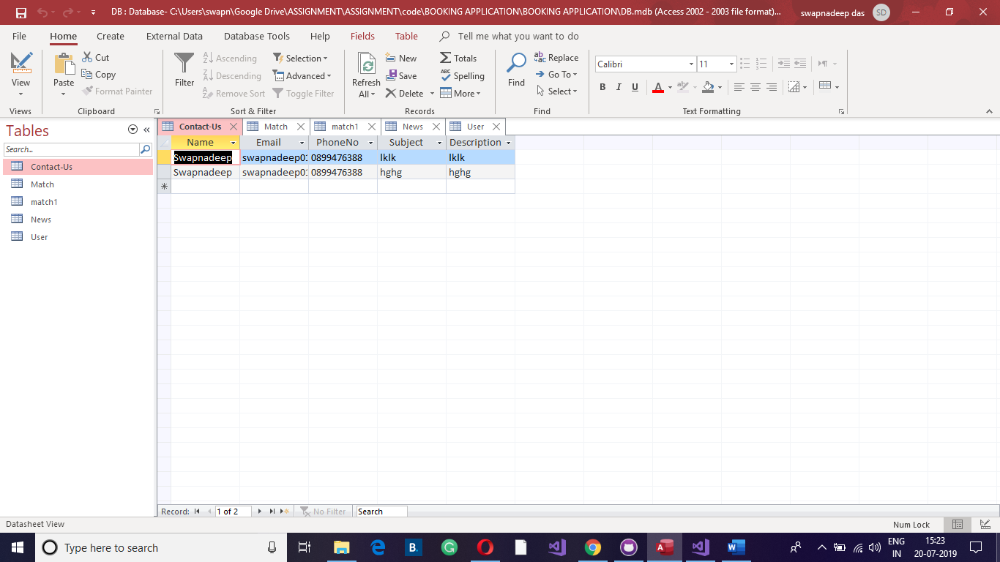 DB : Database- C:\Users\swapn\Google Drive\ASSIGNMENT\ASSIGNMENT\code\BOOKING APPLICATION\BOOKING APPLICATION\DB.mdb (Access 2002 - 2003 file format)...
swapnadeep das SD
File Home Create External Data Database Tools Help Fields Table Tell me what you want to do
View
Views
Paste
Cut
Copy
Format Painter
Clipboard
Filter
Ascending
Descending
Remove Sort
Selection
Advanced
Toggle Filter
Sort & Filter
Refresh
All
New
Save
Delete
Totals
Spelling
More
Records
Find
Replace
Go To
Select
Find
Calibri 11
B I U A
Text Formatting
Tables
Search...
Contact-Us
Match
match1
News
User
Contact-Us Match match1 News User
Name Email PhoneNo Subject Description
Swapnadeep swapnadeep01 0899476388 lklk lklk
Swapnadeep swapnadeep01 0899476388 hghg hghg
Record: 1 of 2 No Filter Search
Datasheet View
Num Lock
Type here to search
ENG
IN
15:23
20-07-2019